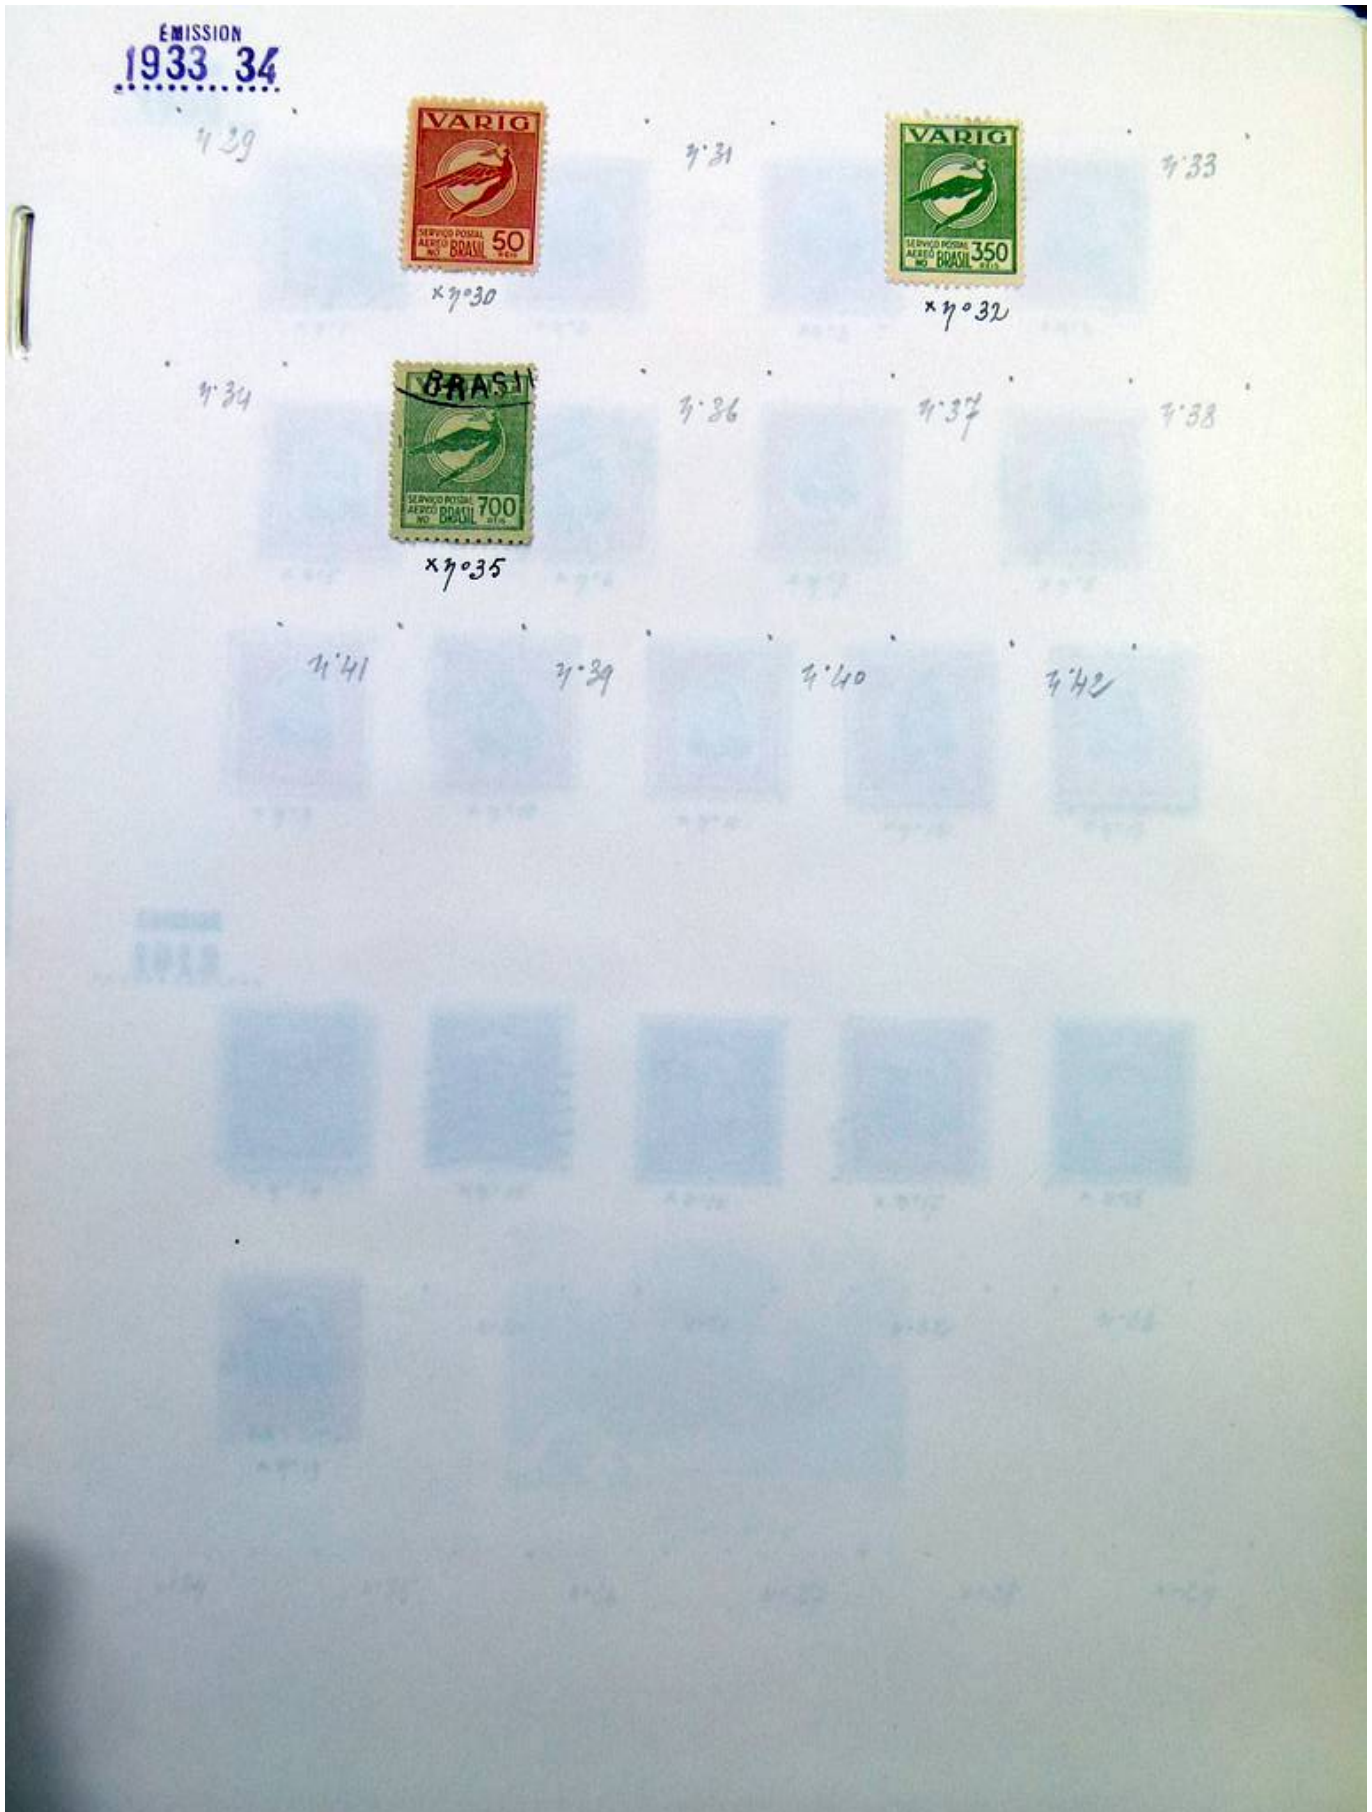 ÉMISSION
1933 34
n° 29
VARIG
SERVIÇO POSTAL
AEREO
NO BRASIL 50
REIS
x n° 30
n° 31
VARIG
SERVIÇO POSTAL
AEREO
NO BRASIL 350
REIS
x n° 32
n° 33
n° 34
BRASIL
SERVIÇO POSTAL
AEREO
NO BRASIL 700
REIS
x n° 35
n° 36
n° 37
n° 38
n° 41
n° 39
n° 40
n° 42